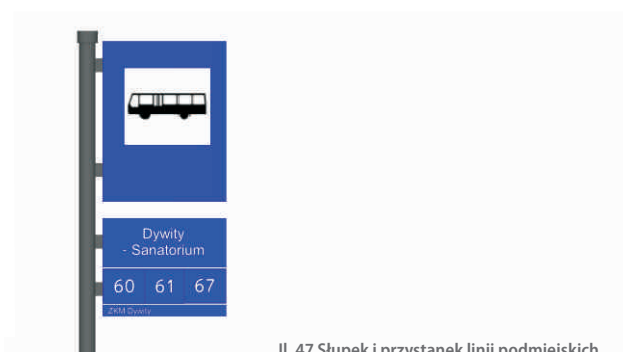 Dywity
- Sanatorium
60 61 67
ZKM Dywity
Il. 47 Słupek i przystanek linii podmiejskich